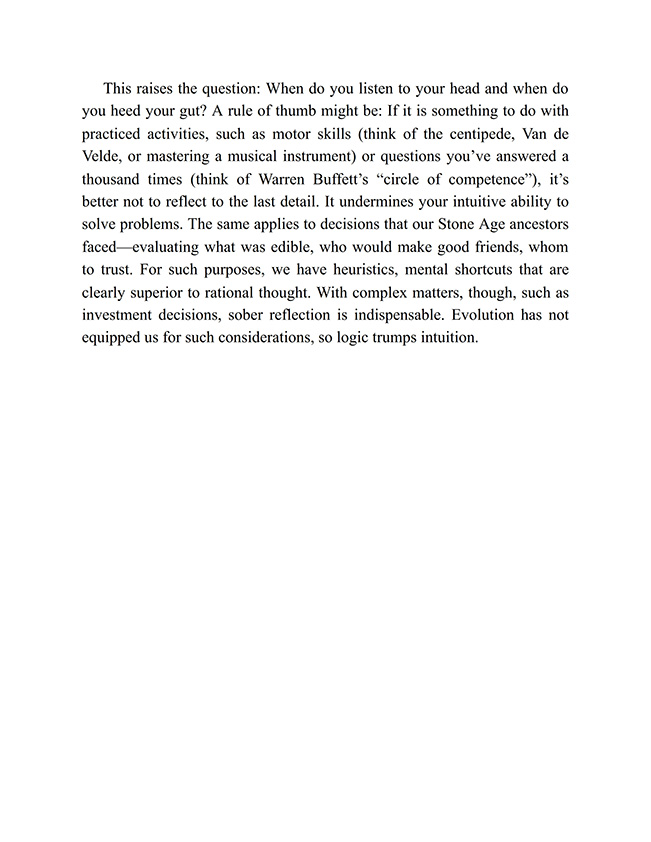 This raises the question: When do you listen to your head and when do
you heed your gut? A rule of thumb might be: If it is something to do with
practiced activities, such as motor skills (think of the centipede, Van de
Velde, or mastering a musical instrument) or questions you’ve answered a
thousand times (think of Warren Buffett’s “circle of competence”), it’s
better not to reflect to the last detail. It undermines your intuitive ability to
solve problems. The same applies to decisions that our Stone Age ancestors
faced—evaluating what was edible, who would make good friends, whom
to trust. For such purposes, we have heuristics, mental shortcuts that are
clearly superior to rational thought. With complex matters, though, such as
investment decisions, sober reflection is indispensable. Evolution has not
equipped us for such considerations, so logic trumps intuition.